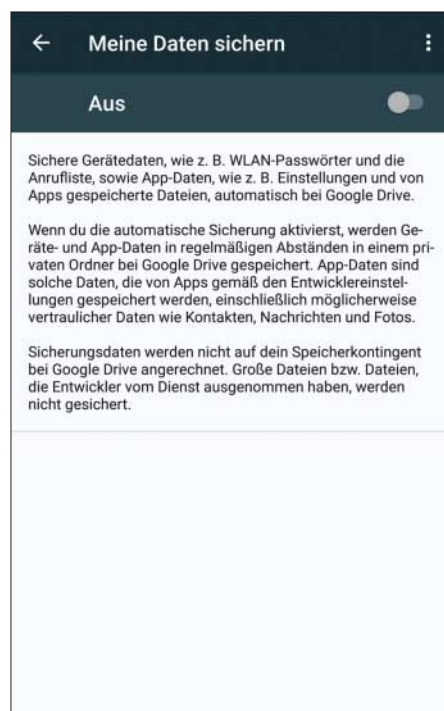 Meine Daten sichern
Aus
Sichere Gerätedaten, wie z. B. WLAN-Passwörter und die
Anrufliste, sowie App-Daten, wie z. B. Einstellungen und von
Apps gespeicherte Dateien, automatisch bei Google Drive.
Wenn du die automatische Sicherung aktivierst, werden Ge-
räte- und App-Daten in regelmäßigen Abständen in einem pri-
vaten Ordner bei Google Drive gespeichert. App-Daten sind
solche Daten, die von Apps gemäß den Entwicklereinstel-
lungen gespeichert werden, einschließlich möglicherweise
vertraulicher Daten wie Kontakten, Nachrichten und Fotos.
Sicherungsdaten werden nicht auf dein Speicherkontingent
bei Google Drive angerechnet. Große Dateien bzw. Dateien,
die Entwickler vom Dienst ausgenommen haben, werden
nicht gesichert.